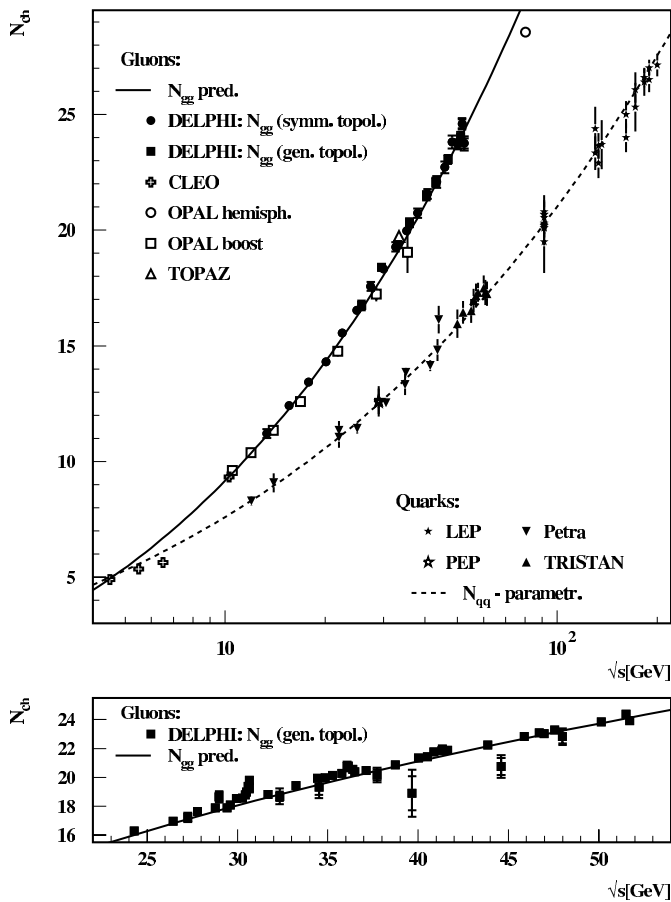 N_ch
Gluons:
N_gg pred.
DELPHI: N_gg (symm. topol.)
DELPHI: N_gg (gen. topol.)
CLEO
OPAL hemisph.
OPAL boost
TOPAZ
25
20
15
10
5
Quarks:
LEP
Petra
PEP
TRISTAN
N_qq - parametr.
10
10^2
√s[GeV]
N_ch
Gluons:
DELPHI: N_gg (gen. topol.)
N_gg pred.
24
22
20
18
16
25
30
35
40
45
50
√s[GeV]